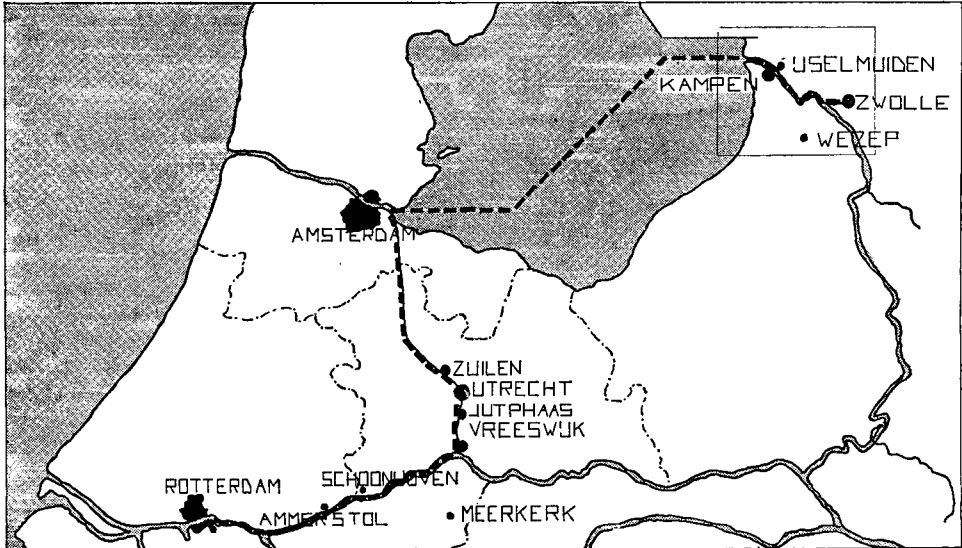 IJSELMUIDEN
KAMPEN
ZWOLLE
WEZEP
AMSTERDAM
ZUILEN
UTRECHT
JUTPHAAS
VREESWIJK
SCHOONHOVEN
ROTTERDAM
AMMERSTOL
MEERKERK